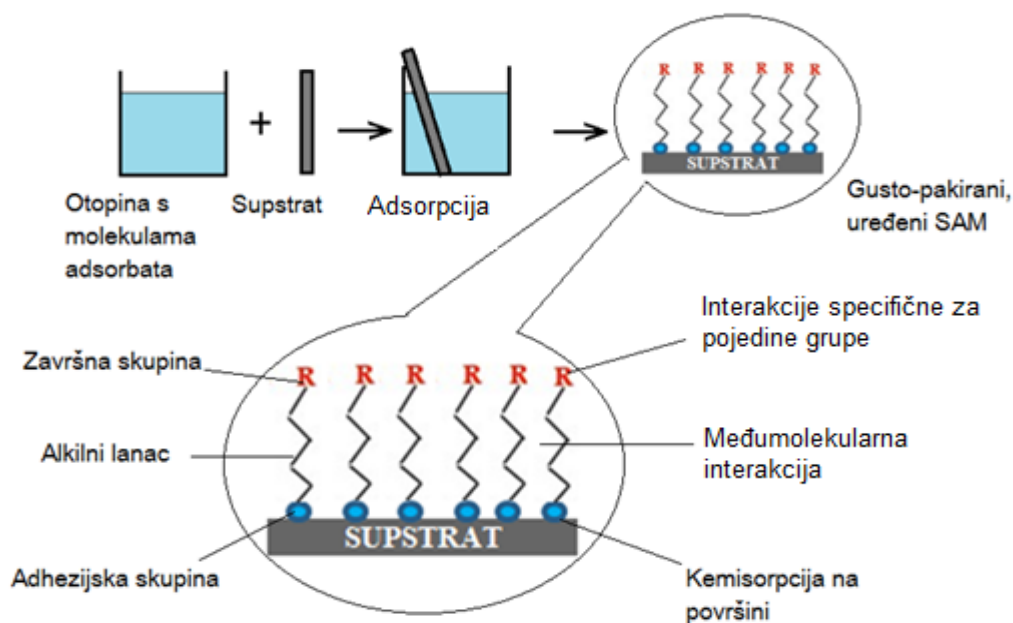 R R R R R R
SUPSTRAT
+
Otopina s
molekulama
adsorbata
Supstrat
Adsorpcija
Gusto-pakirani,
uređeni SAM
Interakcije specifične za
pojedine grupe
Završna skupina
R R R R R R
Alkilni lanac
Međumolekularna
interakcija
SUPSTRAT
Adhezijska skupina
Kemisorpcija na
površini